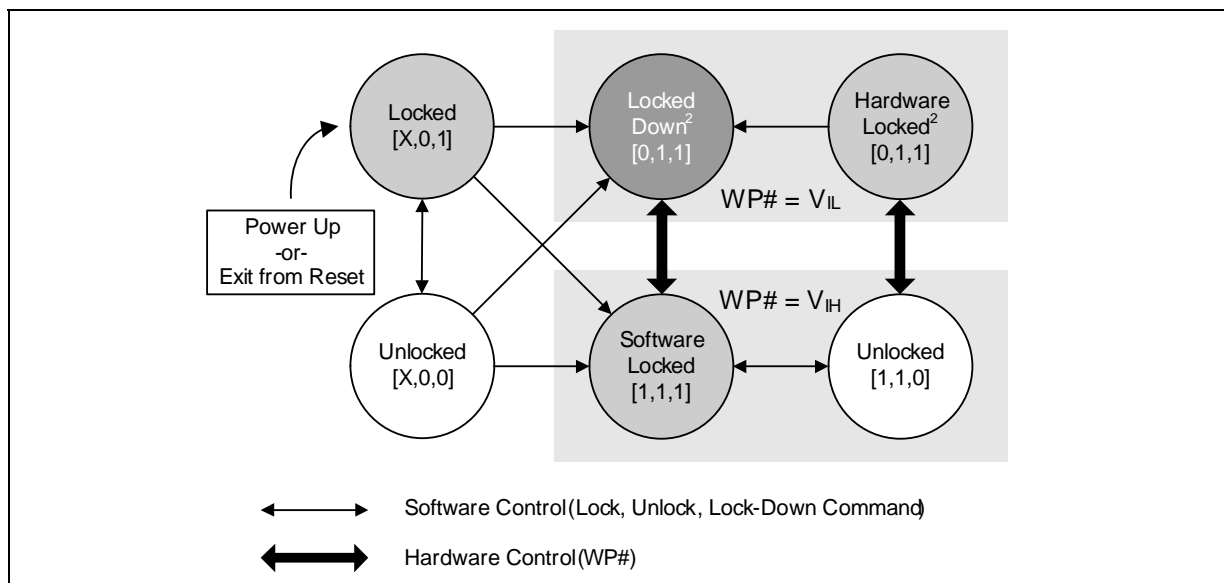 Locked
[X,0,1]
Locked
Down2
[0,1,1]
Hardware
Locked2
[0,1,1]
WP# = VIL
Power Up
-or-
Exit from Reset
WP# = VIH
Unlocked
[X,0,0]
Software
Locked
[1,1,1]
Unlocked
[1,1,0]
Software Control (Lock, Unlock, Lock-Down Command)
Hardware Control (WP#)